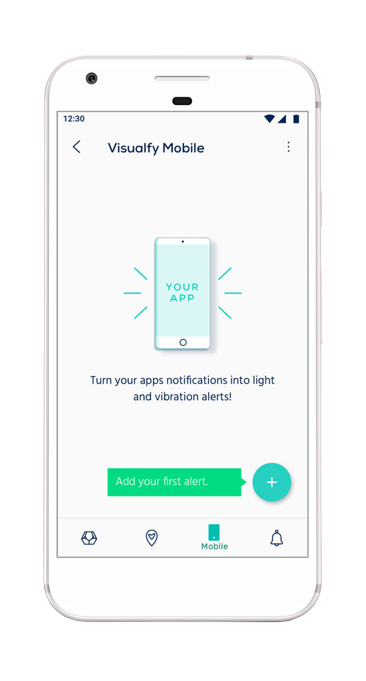 12:30
Visualfy Mobile
YOUR
APP
Turn your apps notifications into light
and vibration alerts!
Add your first alert.
Mobile